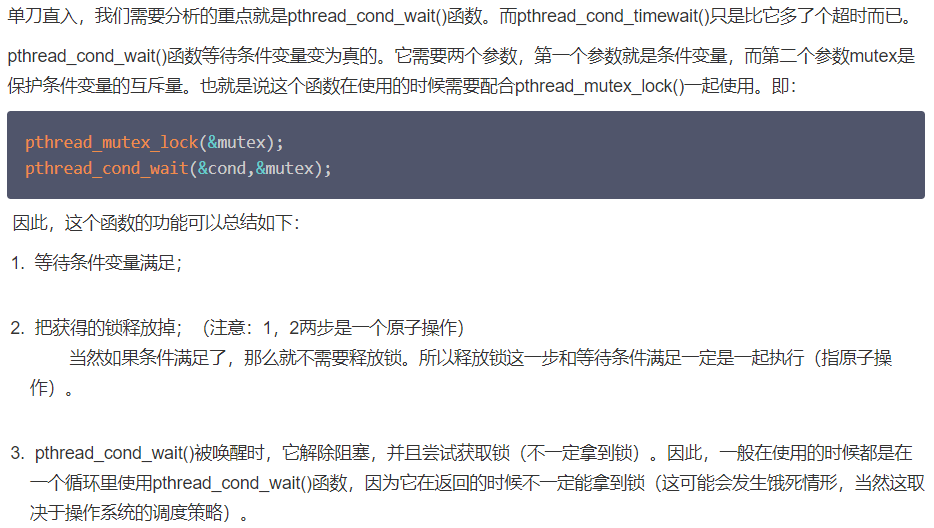 单刀直入，我们需要分析的重点就是pthread_cond_wait()函数。而pthread_cond_timewait()只是比它多了个超时而已。
pthread_cond_wait()函数等待条件变量变为真的。它需要两个参数，第一个参数就是条件变量，而第二个参数mutex是
保护条件变量的互斥量。也就是说这个函数在使用的时候需要配合pthread_mutex_lock()一起使用。即：
pthread_mutex_lock(&mutex);
pthread_cond_wait(&cond,&mutex);
因此，这个函数的功能可以总结如下：
1. 等待条件变量满足；
2. 把获得的锁释放掉；（注意：1，2两步是一个原子操作）
当然如果条件满足了，那么就不需要释放锁。所以释放锁这一步和等待条件满足一定是一起执行（指原子操
作）。
3. pthread_cond_wait()被唤醒时，它解除阻塞，并且尝试获取锁（不一定拿到锁）。因此，一般在使用的时候都是在
一个循环里使用pthread_cond_wait()函数，因为它在返回的时候不一定能拿到锁（这可能会发生饿死情形，当然这取
决于操作系统的调度策略）。